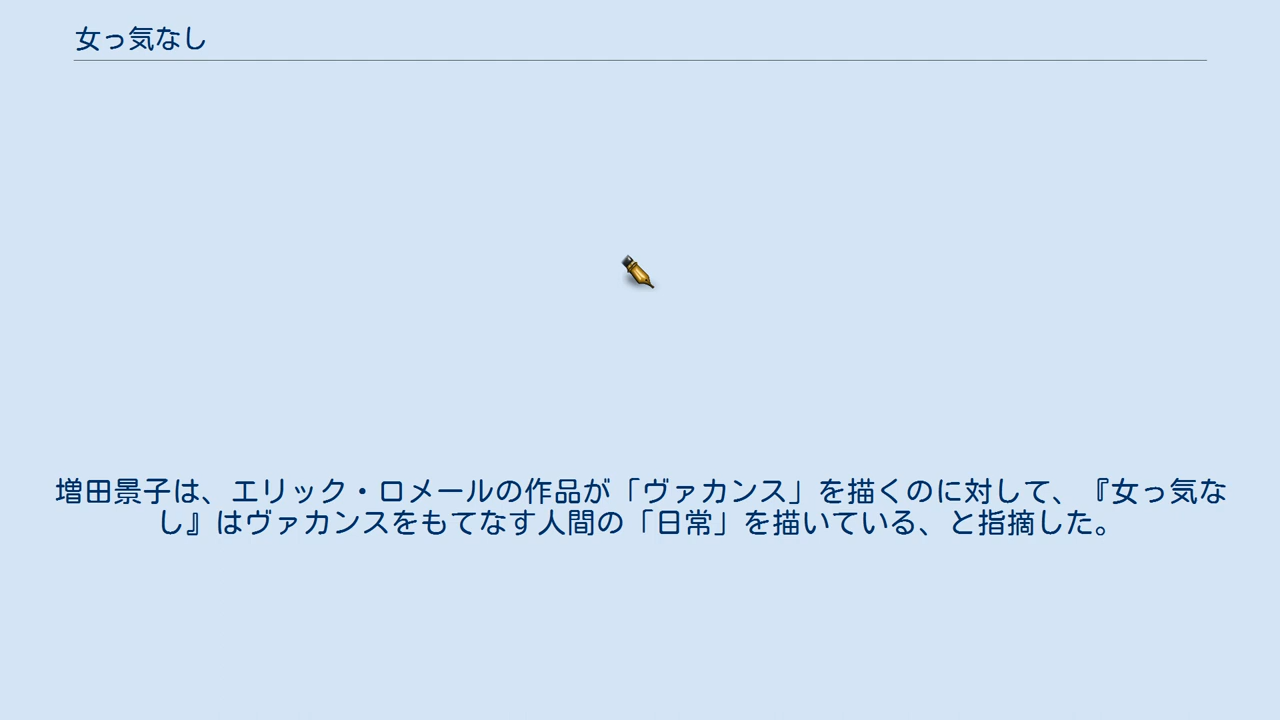 女っ気なし
増田景子は、エリック・ロメールの作品が「ヴァカンス」を描くのに対して、『女っ気な
し』はヴァカンスをもてなす人間の「日常」を描いている、と指摘した。